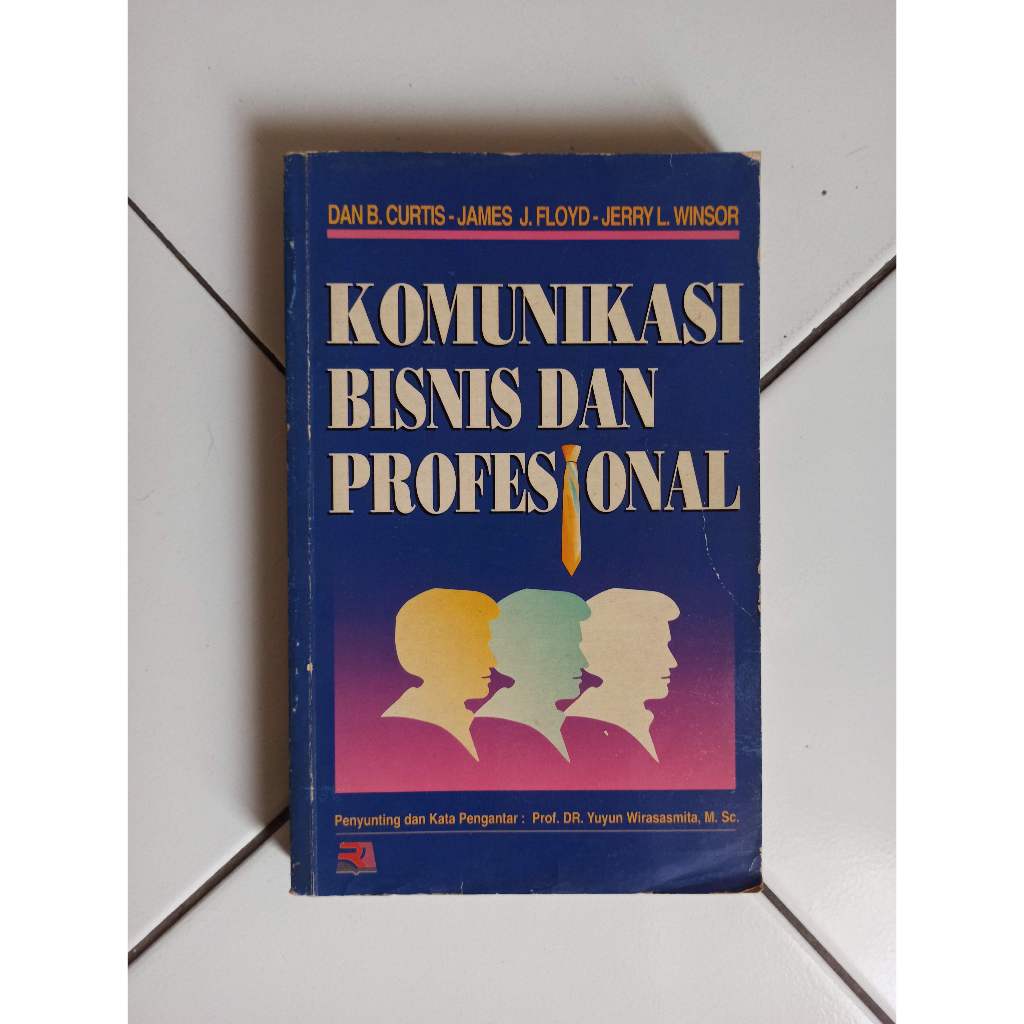 DAN B. CURTIS - JAMES J. FLOYD - JERRY L. WINSOR
KOMUNIKASI
BISNIS DAN
PROFESIONAL
Penyunting dan Kata Pengantar : Prof. DR. Yuyun Wirasasmita, M. Sc.